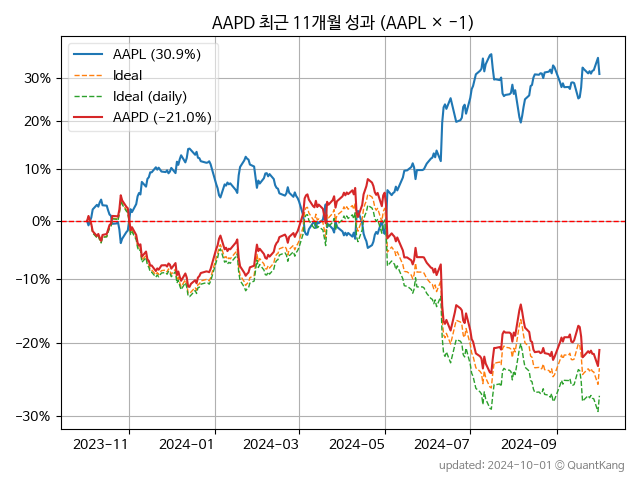 AAPD 최근 11개월 성과 (AAPL × -1)
AAPL (30.9%)
Ideal
Ideal (daily)
AAPD (-21.0%)
30%
20%
10%
0%
-10%
-20%
-30%
2023-11
2024-01
2024-03
2024-05
2024-07
2024-09
updated: 2024-10-01 © QuantKang